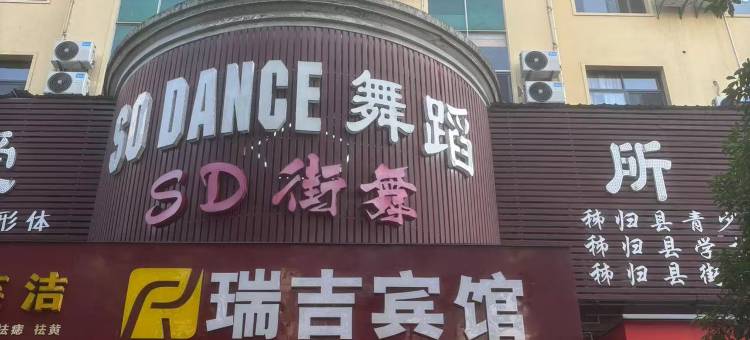 SO DANCE 舞蹈
SD 街舞
形体
所
秭归县青少
秭归县学
秭归县街
洁
祛痣 祛黄
瑞吉宾馆